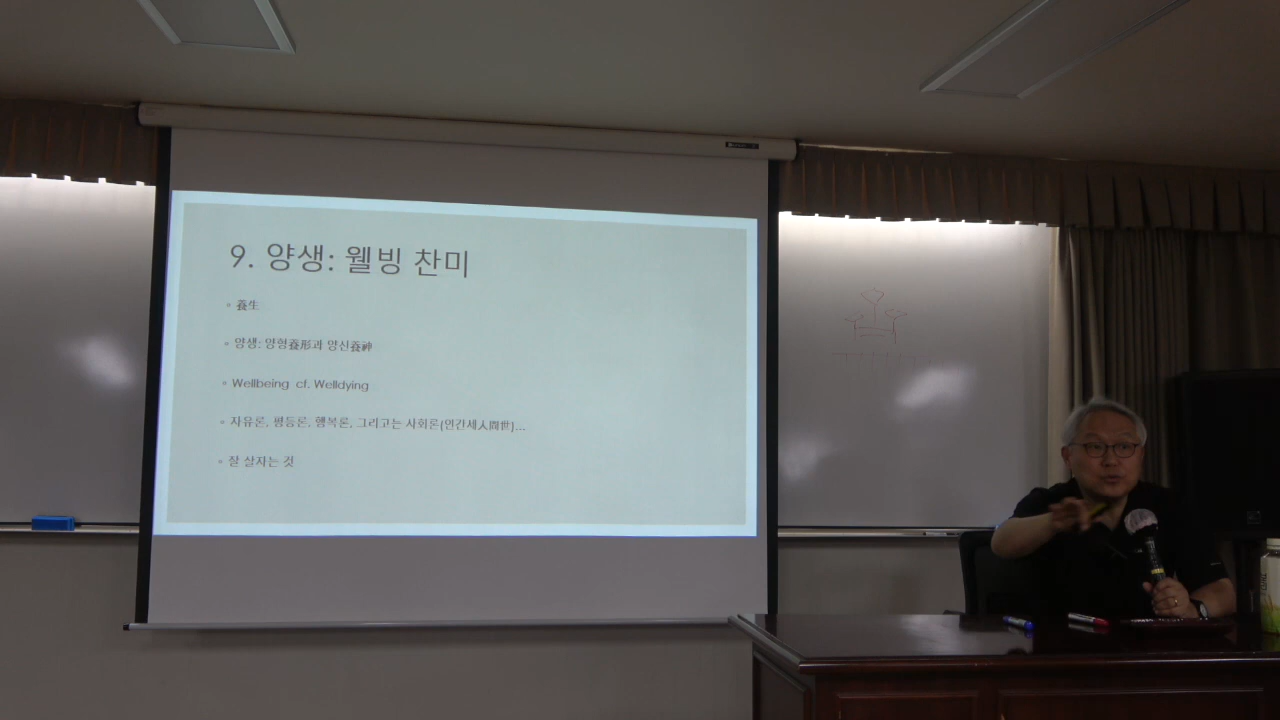 9. 양생: 웰빙 찬미
養生
양생: 양형養形과 양신養神
Wellbeing cf. Welldying
자유론, 평등론, 행복론, 그리고는 사회론(인간세人間世)...
잘 살자는 것